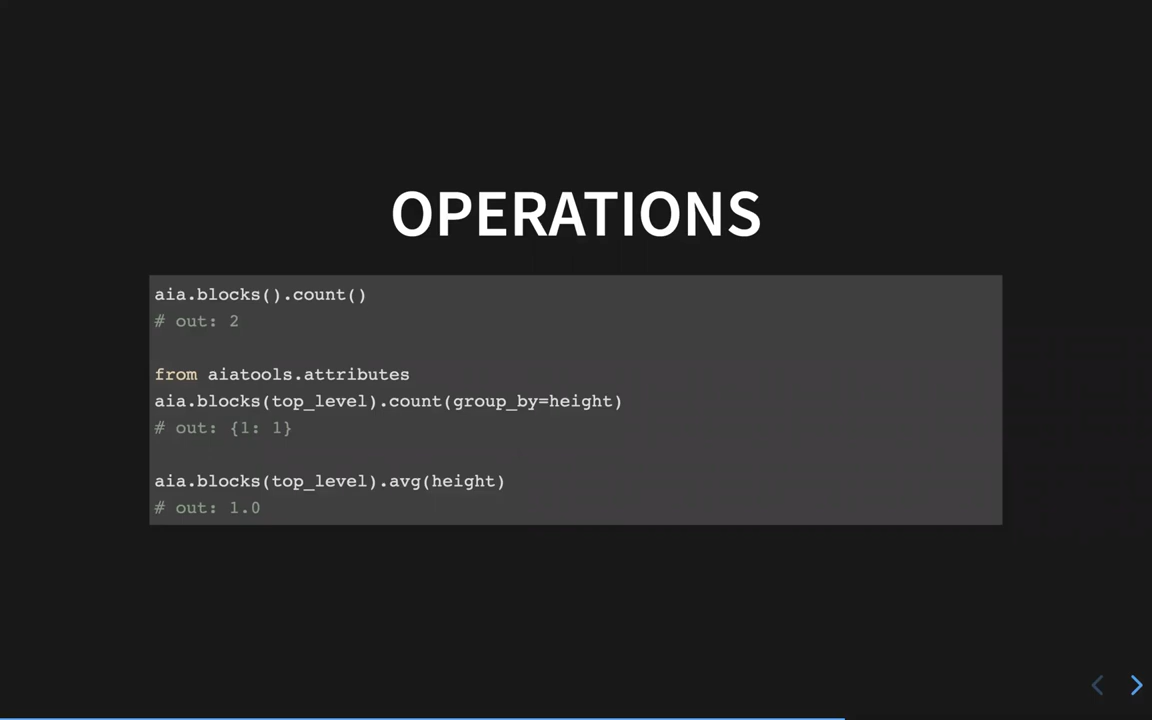 OPERATIONS
aia.blocks().count()
# out: 2
from aiatools.attributes
aia.blocks(top_level).count(group_by=height)
# out: {1: 1}
aia.blocks(top_level).avg(height)
# out: 1.0